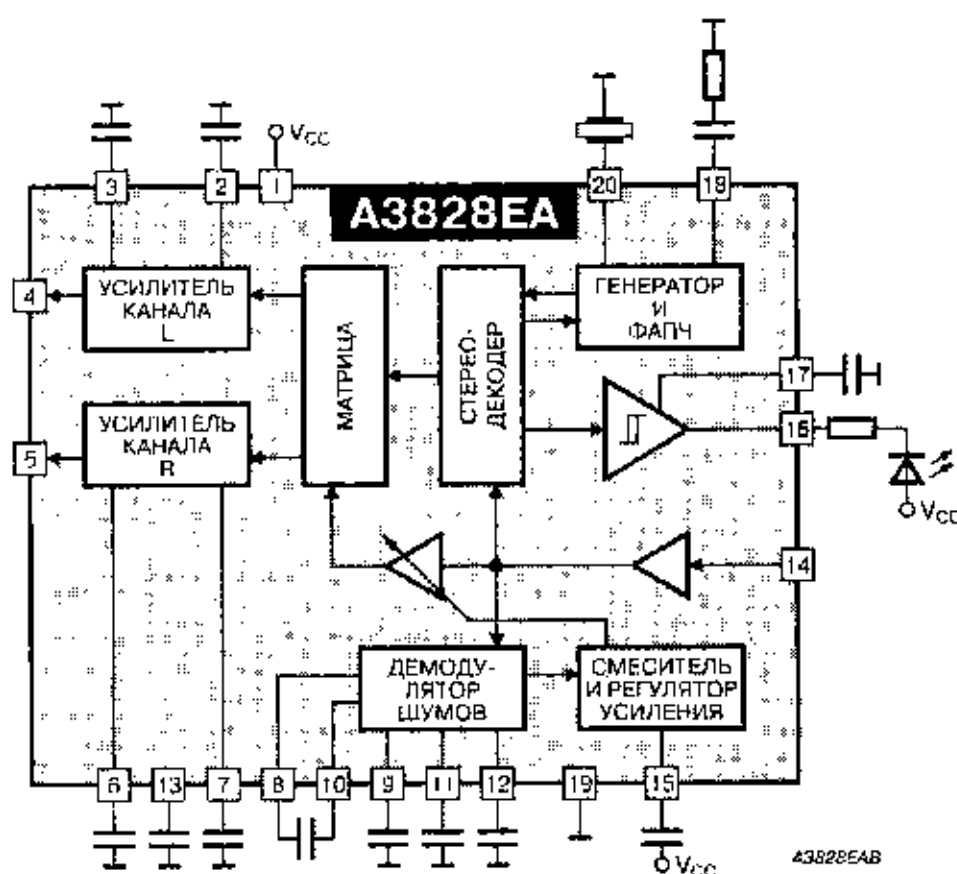 V_CC
3
2
1
20
18
A3828EA
4
УСИЛИТЕЛЬ
КАНАЛА
L
МАТРИЦА
СТЕРЕО-
ДЕКОДЕР
ГЕНЕРАТОР
И
ФАПЧ
17
5
УСИЛИТЕЛЬ
КАНАЛА
R
16
V_CC
14
ДЕМОДУ-
ЛЯТОР
ШУМОВ
СМЕСИТЕЛЬ
И РЕГУЛЯТОР
УСИЛЕНИЯ
6
13
7
8
10
9
11
12
19
15
V_CC
A3828EAB